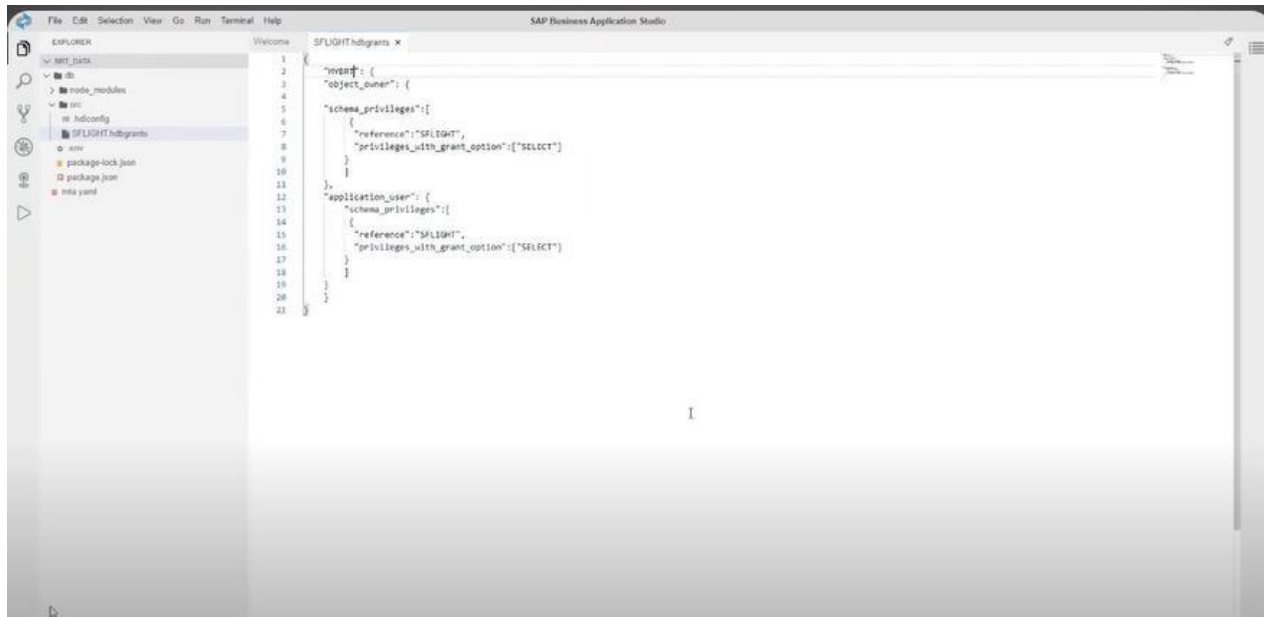 File Edit Selection View Go Run Terminal Help
SAP Business Application Studio
EXPLORER
Welcome
SFLIGHT.hdbgrants ×
db
node_modules
src
.hdiconfig
SFLIGHT.hdbgrants
.env
package-lock.json
package.json
mta.yaml
1 {
2 "MYGRT": {
3 "object_owner": {
4
5 "schema_privileges":[
6 {
7 "reference":"SFLIGHT",
8 "privileges_with_grant_option":["SELECT"]
9 }
10 ]
11 },
12 "application_user": {
13 "schema_privileges":[
14 {
15 "reference":"SFLIGHT",
16 "privileges_with_grant_option":["SELECT"]
17 }
18 ]
19 }
20 }
21 }